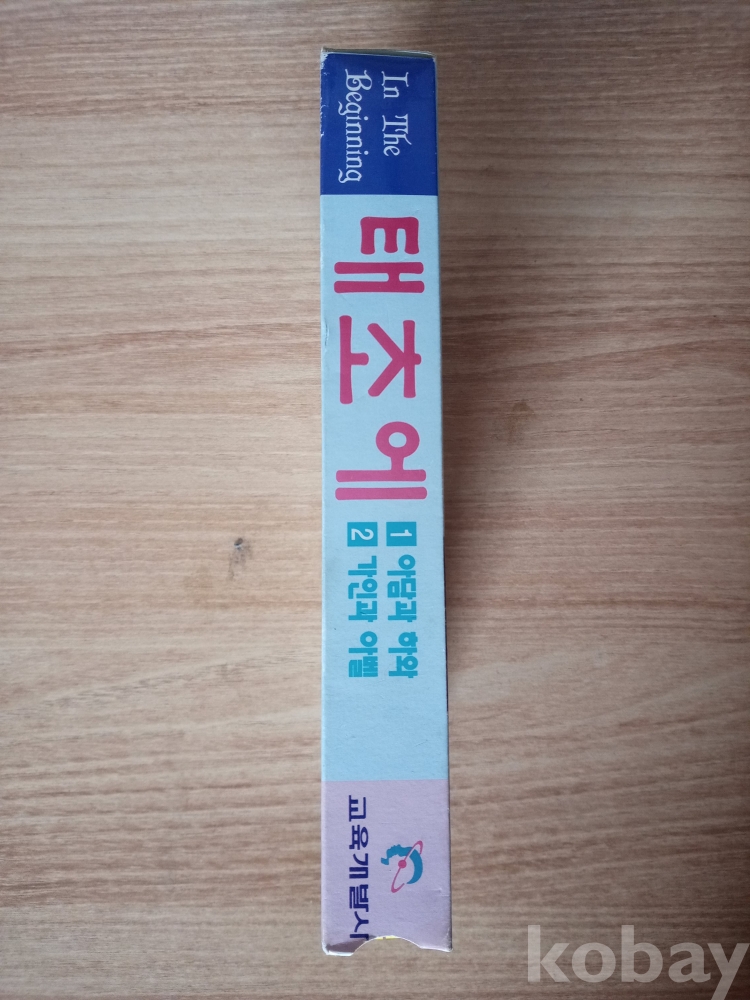 In The
Beginning
태초에
1 아담과 하와
2 가인과 아벨
교육개발사
kobay